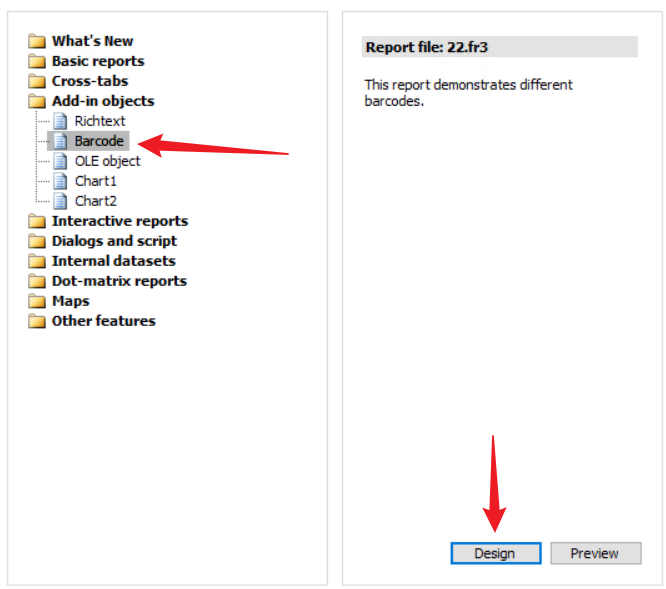 What's New
Basic reports
Cross-tabs
Add-in objects
Richtext
Barcode
OLE object
Chart1
Chart2
Interactive reports
Dialogs and script
Internal datasets
Dot-matrix reports
Maps
Other features
Report file: 22.fr3
This report demonstrates different
barcodes.
Design
Preview